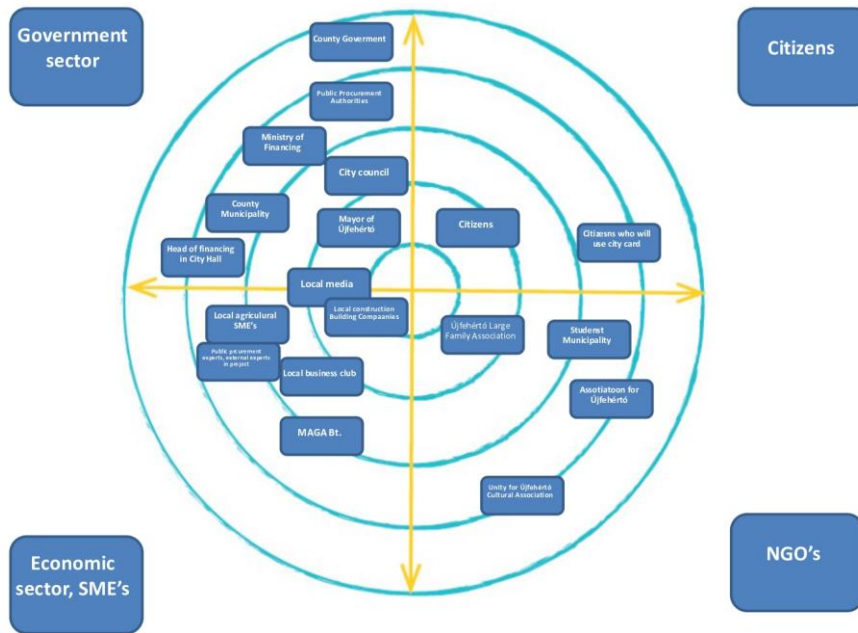 Government
sector
Citizens
County Goverment
Public Procurement
Authorities
Ministry of
Financing
City council
County
Municipality
Mayor of
Újfehértó
Citizens
Citizesns who will
use city card
Head of financing
in City Hall
Local media
Local construction
Building Compaanies
Local agriculural
SME's
Újfehértó Large
Family Association
Studenst
Municipality
Public procurement
experts, external experts
in project
Local business club
Assotiatoon for
Újfehértó
MAGA Bt.
Unity for Újfehértó
Cultural Association
Economic
sector, SME's
NGO's